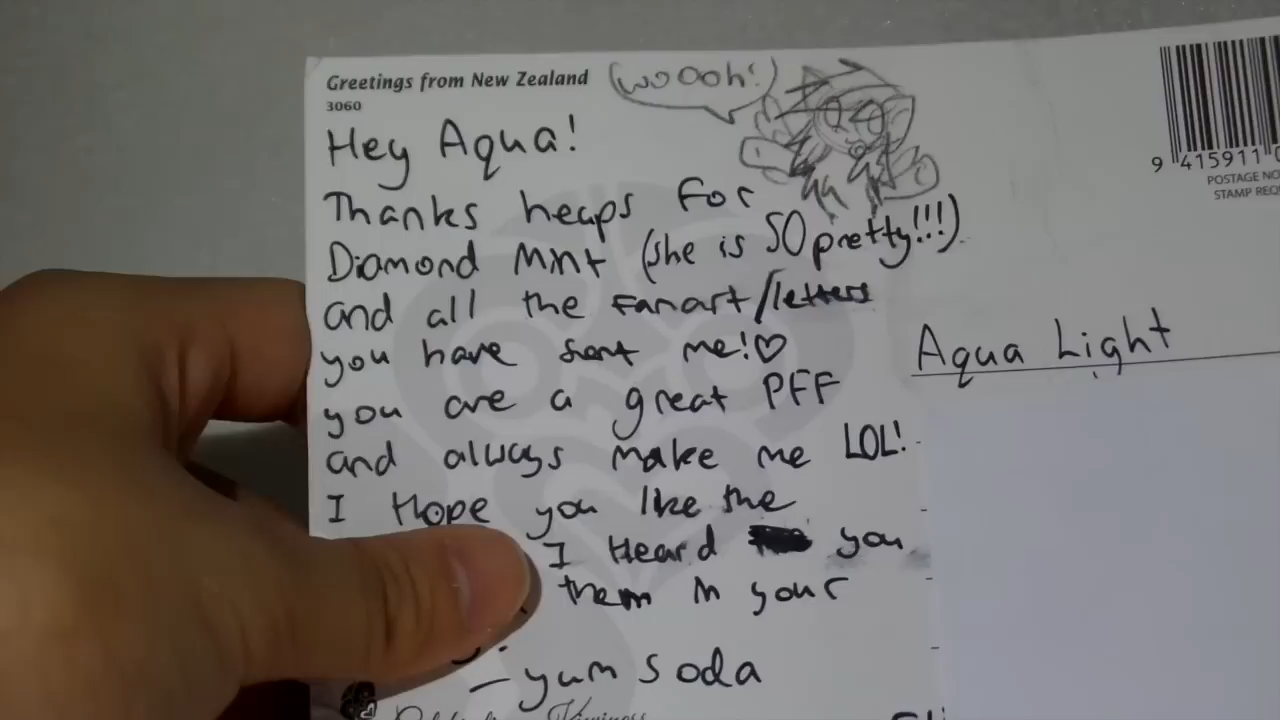 Greetings from New Zealand
3060
(woooh!)
Hey Aqua!
Thanks heaps for
Diamond Mint (she is SO pretty!!!)
and all the fanart/letters
you have sent me!♡
you are a great PFF
and always make me LOL!
I Hope you like the
I Heard you
them in your
- yum soda
9 415911
POSTAGE NO
STAMP REQ
Aqua Light